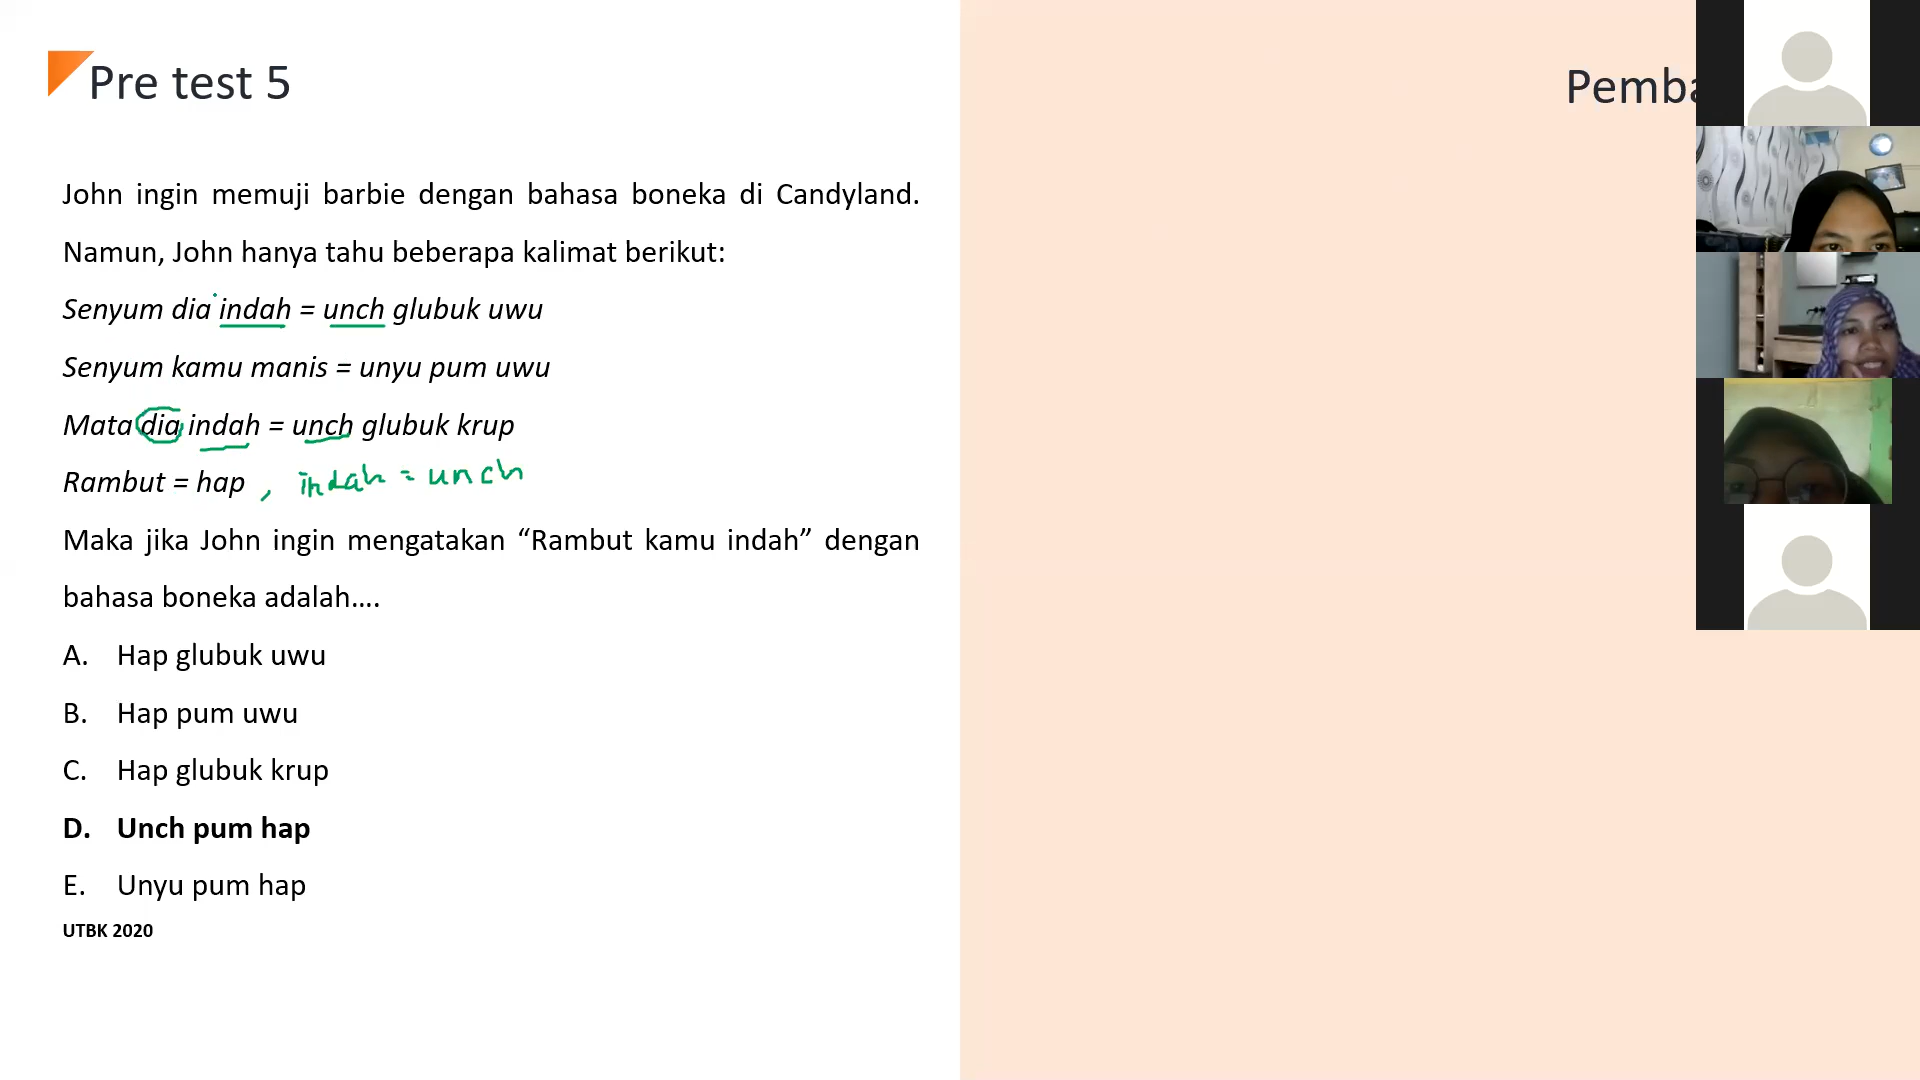 Pre test 5
Pemba
John ingin memuji barbie dengan bahasa boneka di Candyland.
Namun, John hanya tahu beberapa kalimat berikut:
Senyum dia indah = unch glubuk uwu
Senyum kamu manis = unyu pum uwu
Mata dia indah = unch glubuk krup
Rambut = hap , indah = unch
Maka jika John ingin mengatakan “Rambut kamu indah” dengan
bahasa boneka adalah….
A. Hap glubuk uwu
B. Hap pum uwu
C. Hap glubuk krup
D. Unch pum hap
E. Unyu pum hap
UTBK 2020